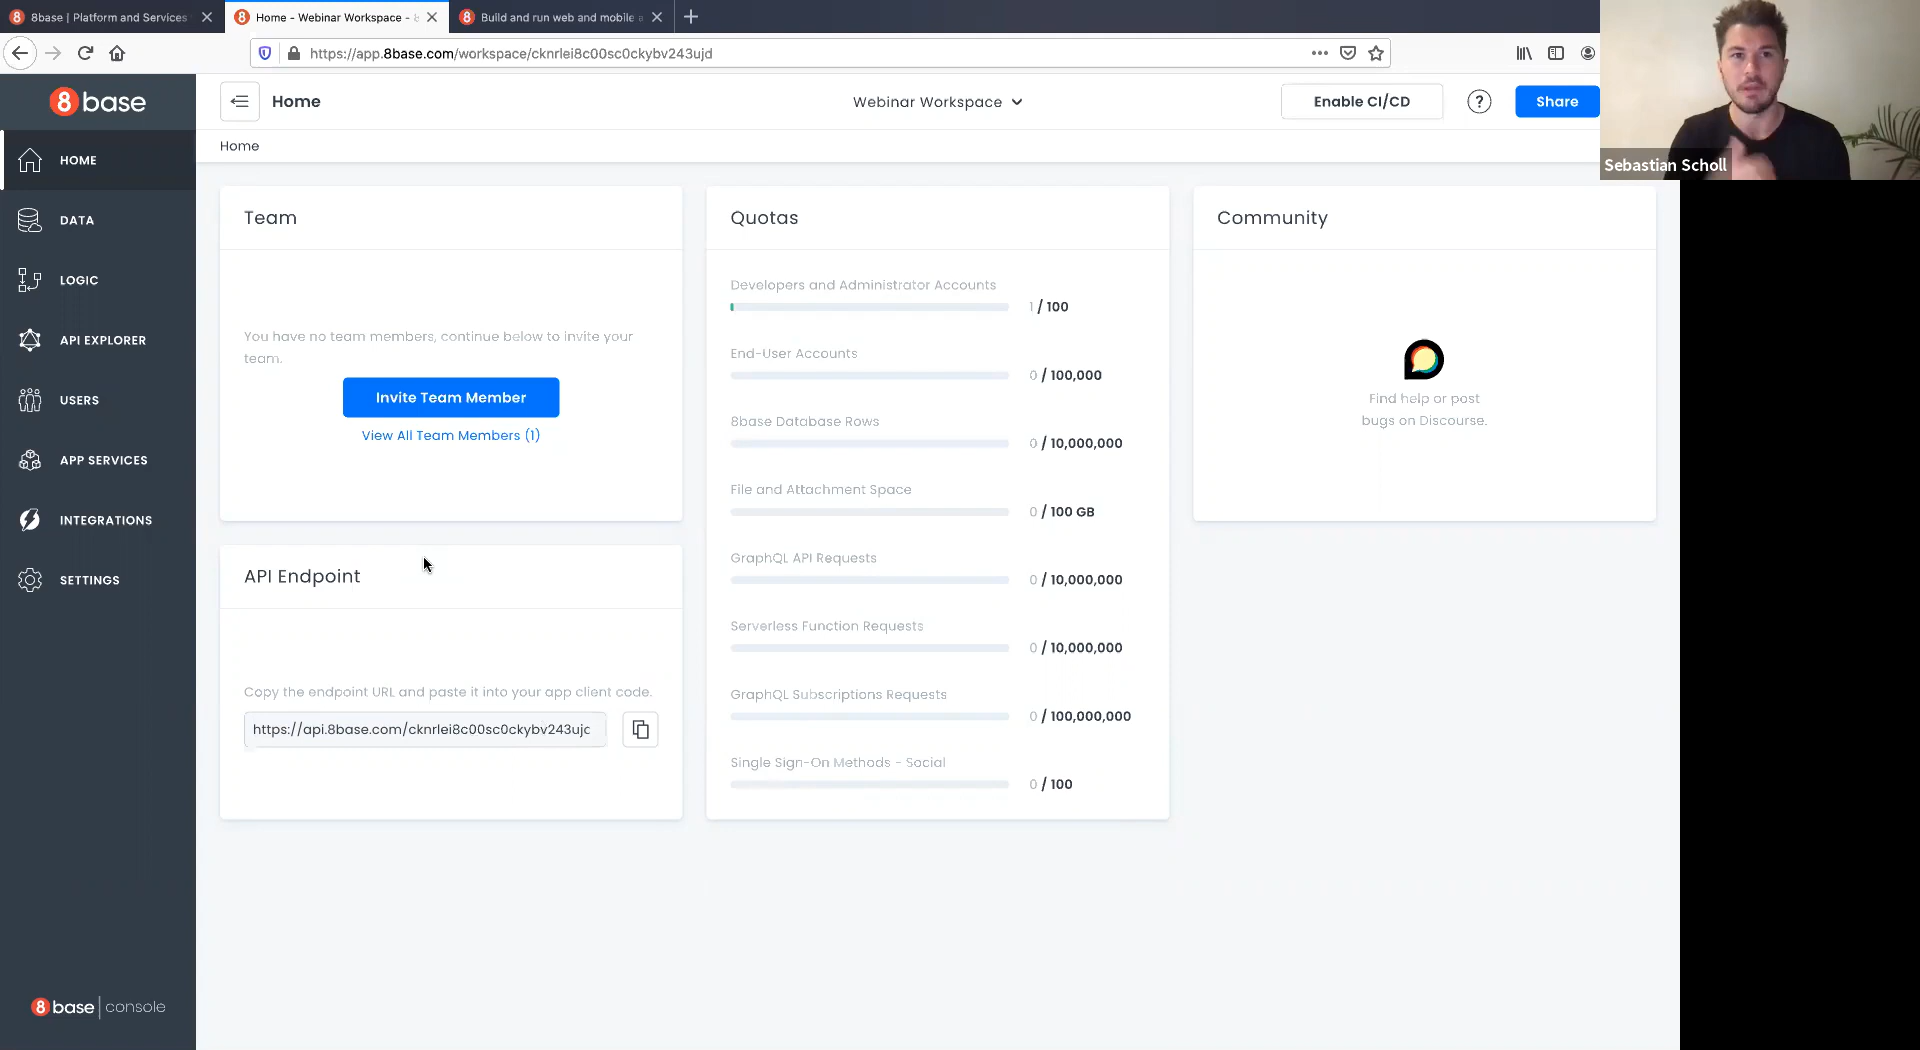 8base | Platform and Services
Home - Webinar Workspace -
Build and run web and mobile
https://app.8base.com/workspace/cknrlei8c00sc0ckybv243ujd
8base
Home
Webinar Workspace
Enable CI/CD
?
Share
Sebastian Scholl
Home
HOME
DATA
LOGIC
API EXPLORER
USERS
APP SERVICES
INTEGRATIONS
SETTINGS
8base | console
Team
You have no team members, continue below to invite your
team.
Invite Team Member
View All Team Members (1)
API Endpoint
Copy the endpoint URL and paste it into your app client code.
https://api.8base.com/cknrlei8c00sc0ckybv243ujc
Quotas
Developers and Administrator Accounts
1 / 100
End-User Accounts
0 / 100,000
8base Database Rows
0 / 10,000,000
File and Attachment Space
0 / 100 GB
GraphQL API Requests
0 / 10,000,000
Serverless Function Requests
0 / 10,000,000
GraphQL Subscriptions Requests
0 / 100,000,000
Single Sign-On Methods - Social
0 / 100
Community
Find help or post
bugs on Discourse.